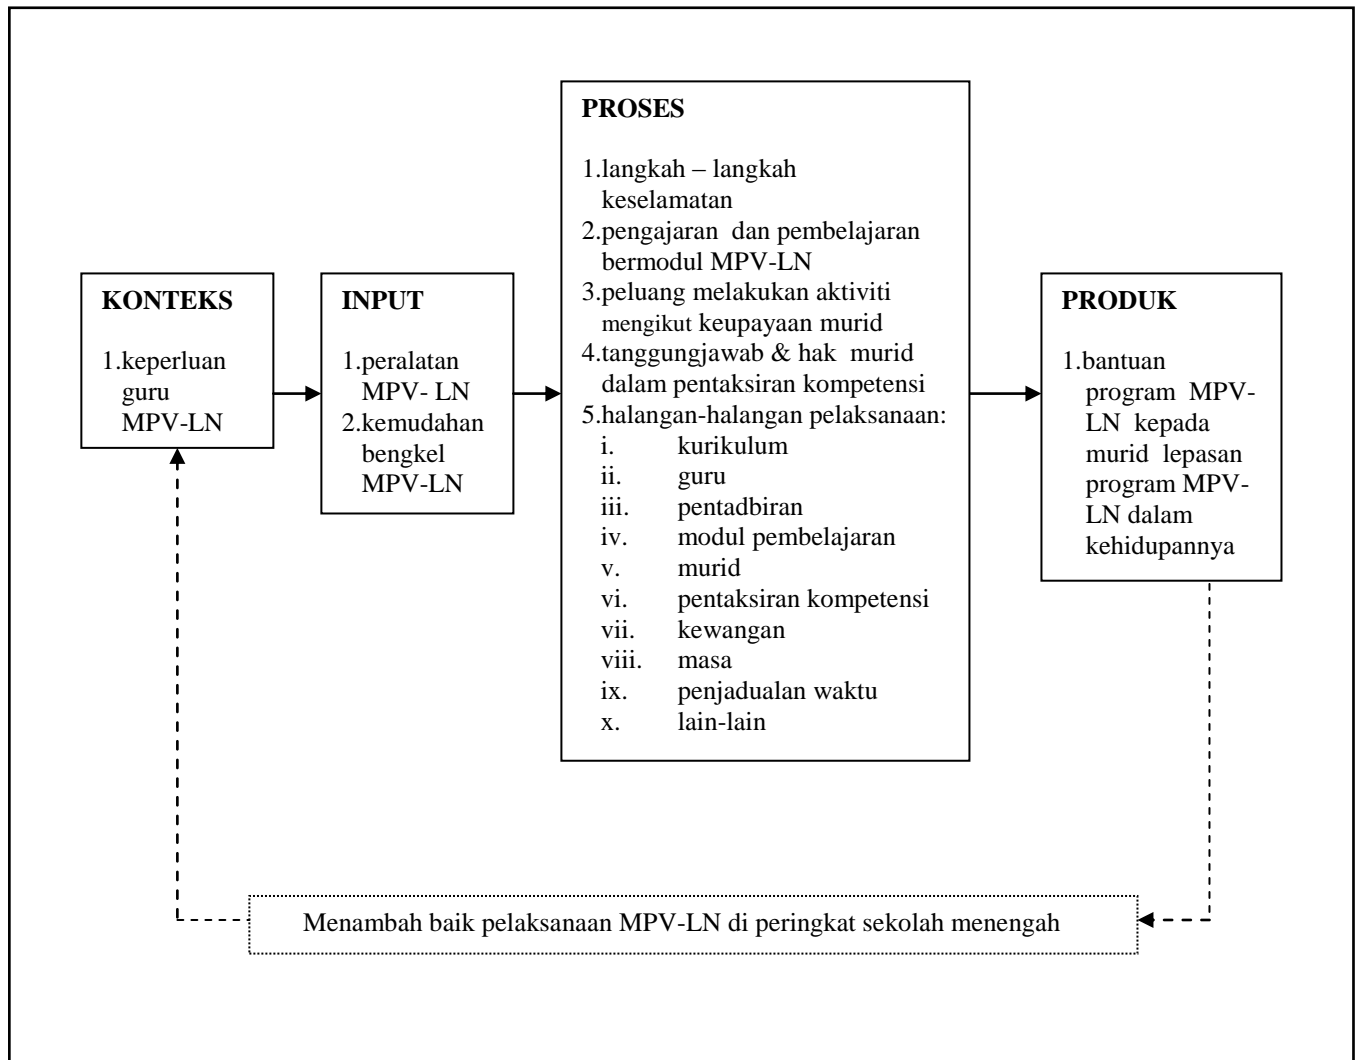 KONTEKS
1.keperluan
guru
MPV-LN
INPUT
1.peralatan
MPV- LN
2.kemudahan
bengkel
MPV-LN
PROSES
1.langkah – langkah
keselamatan
2.pengajaran dan pembelajaran
bermodul MPV-LN
3.peluang melakukan aktiviti
mengikut keupayaan murid
4.tanggungjawab & hak murid
dalam pentaksiran kompetensi
5.halangan-halangan pelaksanaan:
i. kurikulum
ii. guru
iii. pentadbiran
iv. modul pembelajaran
v. murid
vi. pentaksiran kompetensi
vii. kewangan
viii. masa
ix. penjadualan waktu
x. lain-lain
PRODUK
1.bantuan
program MPV-
LN kepada
murid lepasan
program MPV-
LN dalam
kehidupannya
Menambah baik pelaksanaan MPV-LN di peringkat sekolah menengah